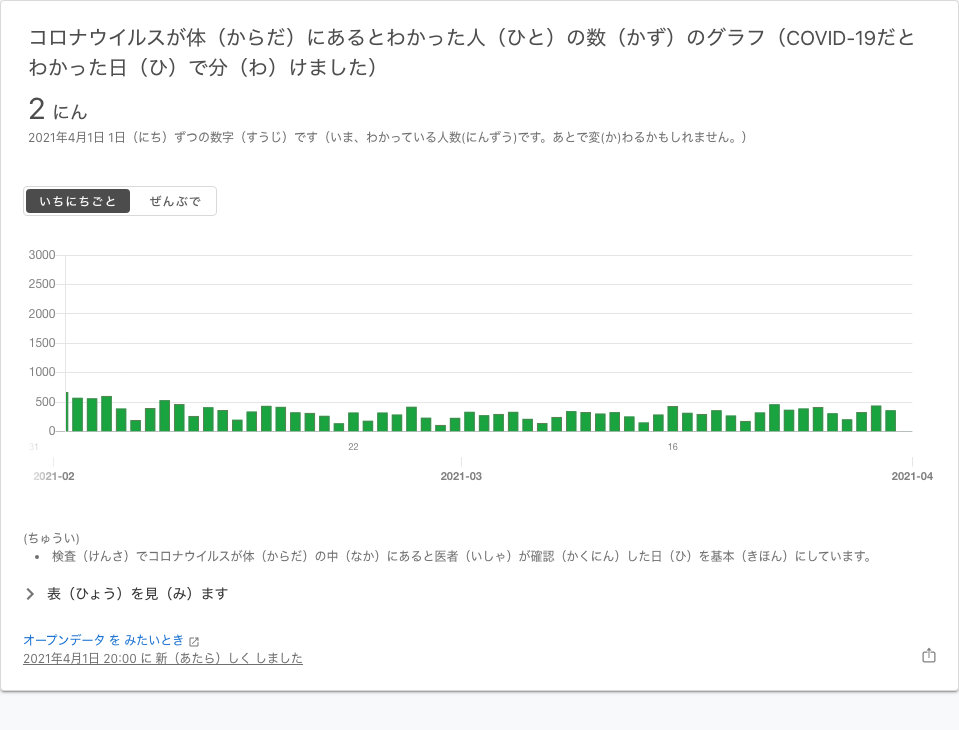 コロナウイルスが体（からだ）にあるとわかった人（ひと）の数（かず）のグラフ（COVID-19だと
わかった日（ひ）で分（わ）けました）
2 にん
2021年4月1日 1日（にち）ずつの数字（すうじ）です（いま、わかっている人数(にんずう)です。あとで変(か)わるかもしれません。）
いちにちごと ぜんぶで
3000
2500
2000
1500
1000
500
0
31 22 16
2021-02 2021-03 2021-04
(ちゅうい)
• 検査（けんさ）でコロナウイルスが体（からだ）の中（なか）にあると医者（いしゃ）が確認（かくにん）した日（ひ）を基本（きほん）にしています。
表（ひょう）を見（み）ます
オープンデータ を みたいとき
2021年4月1日 20:00 に 新（あたら）しく しました